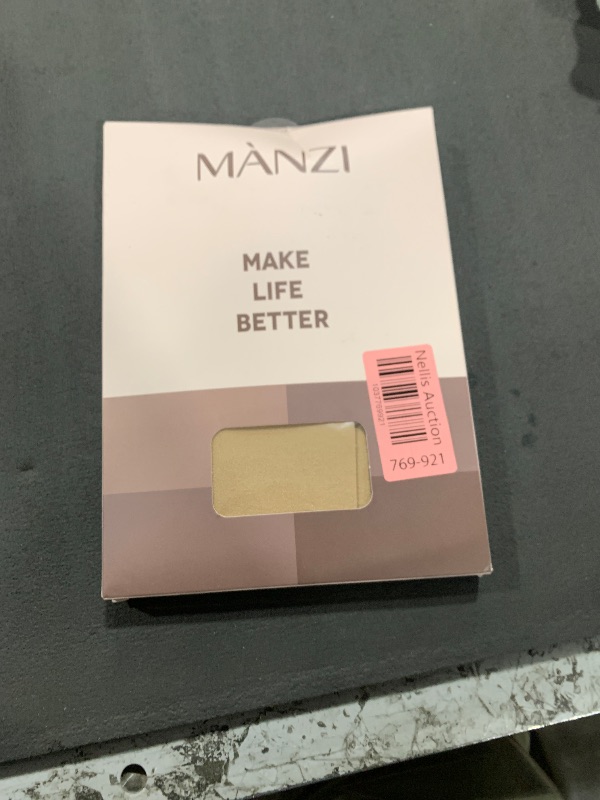 MÀNZI
MAKE
LIFE
BETTER
Nellis Auction
769-921